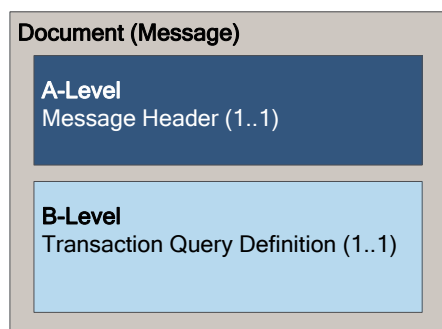 Document (Message)
A-Level
Message Header (1..1)
B-Level
Transaction Query Definition (1..1)